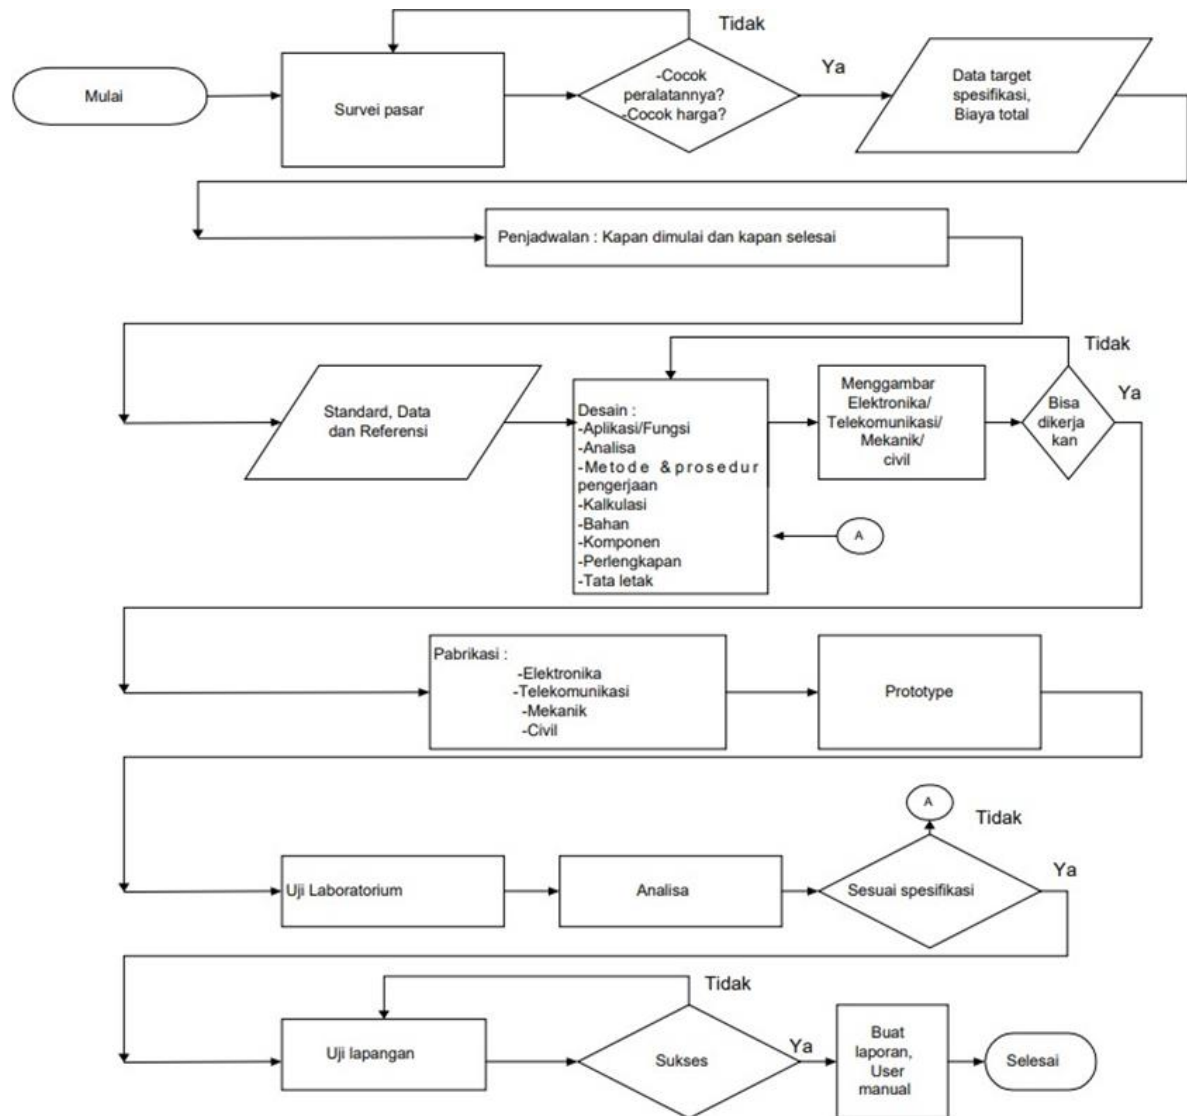 Tidak
Mulai
Survei pasar
-Cocok
peralatannya?
-Cocok harga?
Ya
Data target
spesifikasi,
Biaya total
Penjadwalan : Kapan dimulai dan kapan selesai
Tidak
Standard, Data
dan Referensi
Desain :
-Aplikasi/Fungsi
-Analisa
-Metode &prosedur
pengerjaan
-Kalkulasi
-Bahan
-Komponen
-Perlengkapan
-Tata letak
Menggambar
Elektronika/
Telekomunikasi/
Mekanik/
civil
Bisa
dikerja
kan
Ya
A
Pabrikasi :
-Elektronika
-Telekomunikasi
-Mekanik
-Civil
Prototype
A
Tidak
Uji Laboratorium
Analisa
Sesuai spesifikasi
Ya
Tidak
Uji lapangan
Sukses
Ya
Buat
laporan,
User
manual
Selesai